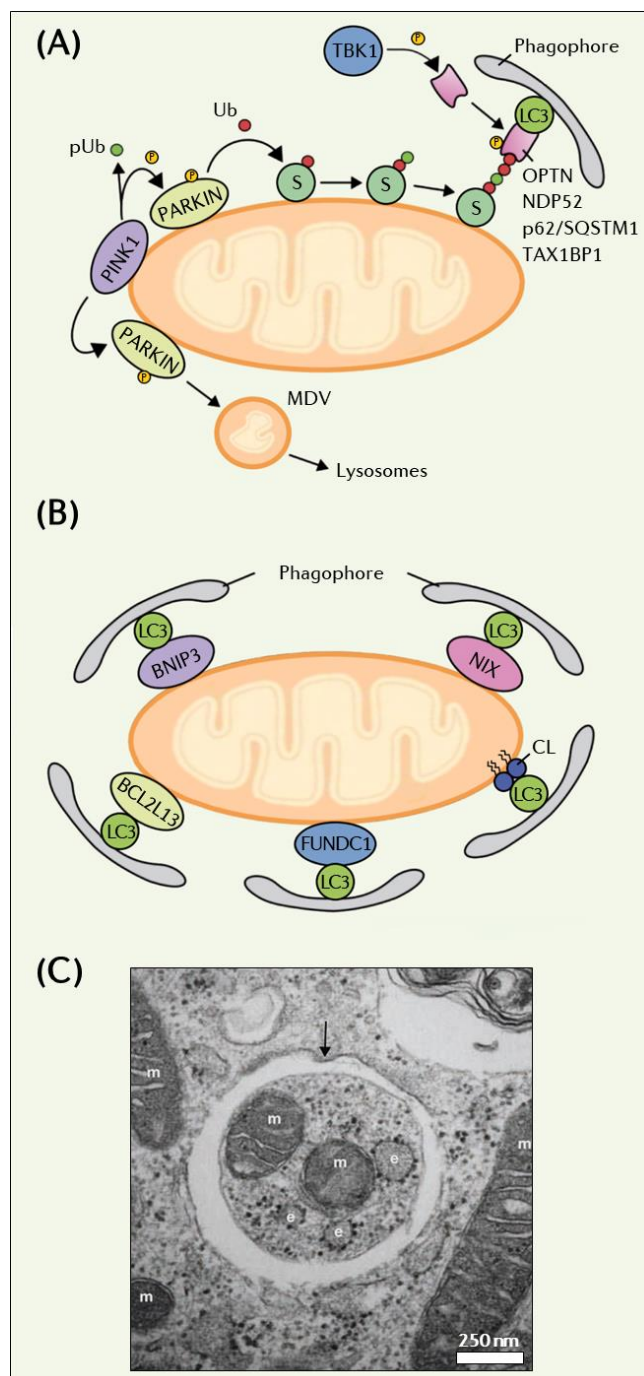 (A)
TBK1
P
Phagophore
LC3
Ub
pUb
P
P
P
PARKIN
S
S
S
OPTN
NDP52
p62/SQSTM1
TAX1BP1
PINK1
PARKIN
P
MDV
Lysosomes
(B)
Phagophore
LC3
LC3
BNIP3
NIX
CL
LC3
BCL2L13
LC3
FUNDC1
LC3
(C)
m
m
m
m
e
e
e
m
250 nm